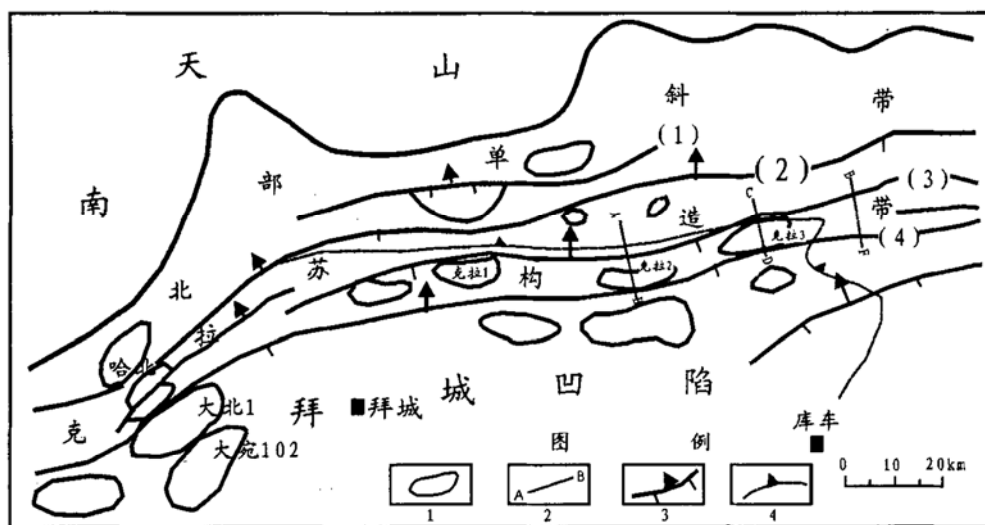 天 山
南
北 部 单 斜 带
克 拉 苏 构 造 带
(1)
(2)
(3)
(4)
克拉1
克拉2
克拉3
C
D
F
哈北
大北1
大宛102
拜 城 凹 陷
拜城
库车
图 例
A B
1 2 3 4
0 10 20km